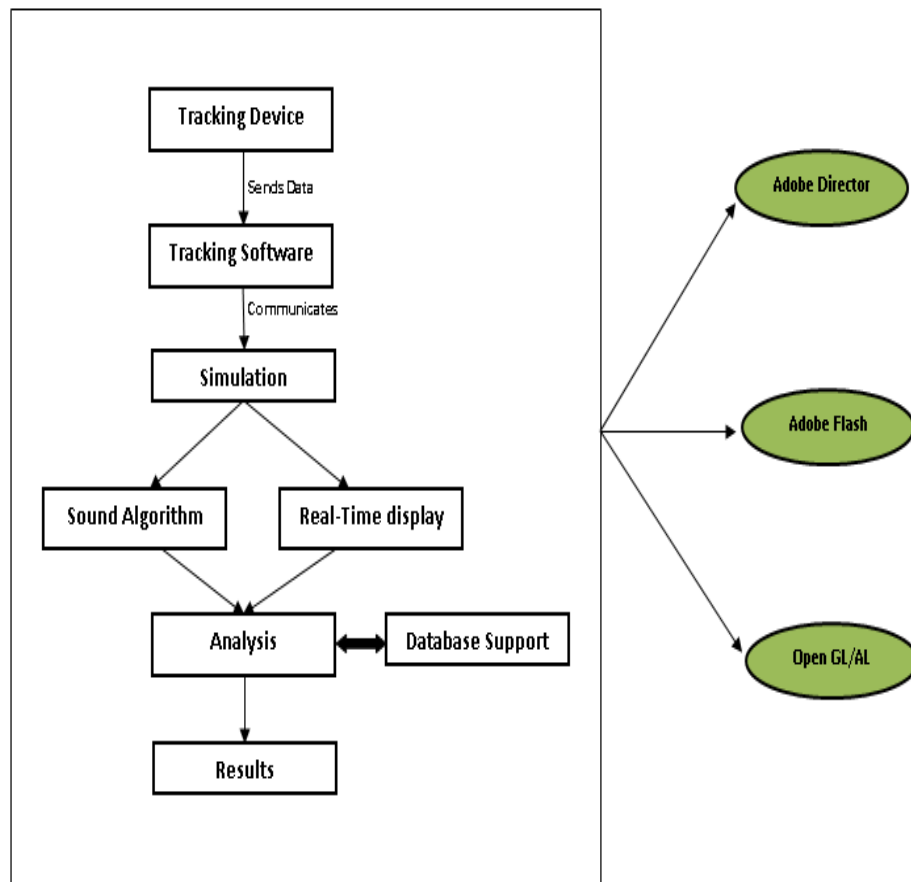 Tracking Device
Sends Data
Tracking Software
Communicates
Simulation
Sound Algorithm
Real-Time display
Analysis
Database Support
Results
Adobe Director
Adobe Flash
Open GL/AL